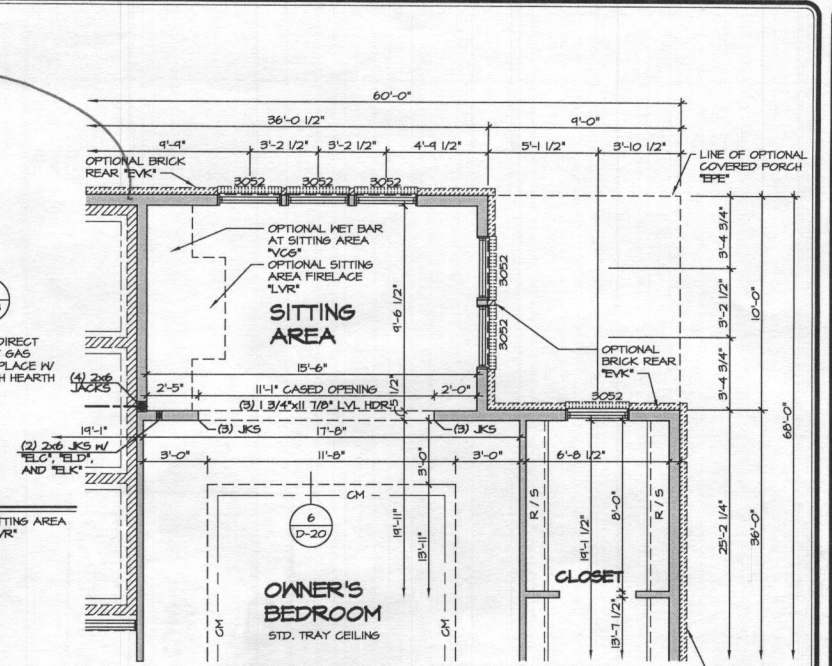 60'-0"
36'-0 1/2"
9'-0"
9'-9"
3'-2 1/2"
3'-2 1/2"
4'-9 1/2"
5'-1 1/2"
3'-10 1/2"
OPTIONAL BRICK
REAR "EVK"
LINE OF OPTIONAL
COVERED PORCH
"EPE"
3052
3052
3052
OPTIONAL WET BAR
AT SITTING AREA
"VCG"
OPTIONAL SITTING
AREA FIRELACE
"LVR"
SITTING
AREA
9'-6 1/2"
3052
3052
3'-4 3/4"
3'-2 1/2"
3'-4 3/4"
10'-0"
68'-0"
DIRECT
GAS
PLACE W/
H HEARTH
OPTIONAL
BRICK REAR
"EVK"
15'-6"
(4) 2x6
JACKS
2'-5"
11'-1" CASED OPENING
2'-0"
5 1/2"
3052
(3) 1 3/4"x11 7/8" LVL HDR
19'-1"
(3) JKS
17'-8"
(3) JKS
(2) 2x6 JKS W/
"ELC", "ELD",
AND "ELK"
3'-0"
11'-8"
3'-0"
3'-0"
6'-8 1/2"
CM
CM
CM
6
D-20
19'-11"
13'-11"
R / S
R / S
19'-1 1/2"
8'-0"
25'-2 1/4"
36'-0"
TTING AREA
VR"
OWNER'S
BEDROOM
STD. TRAY CEILING
CLOSET
13'-7 1/2"